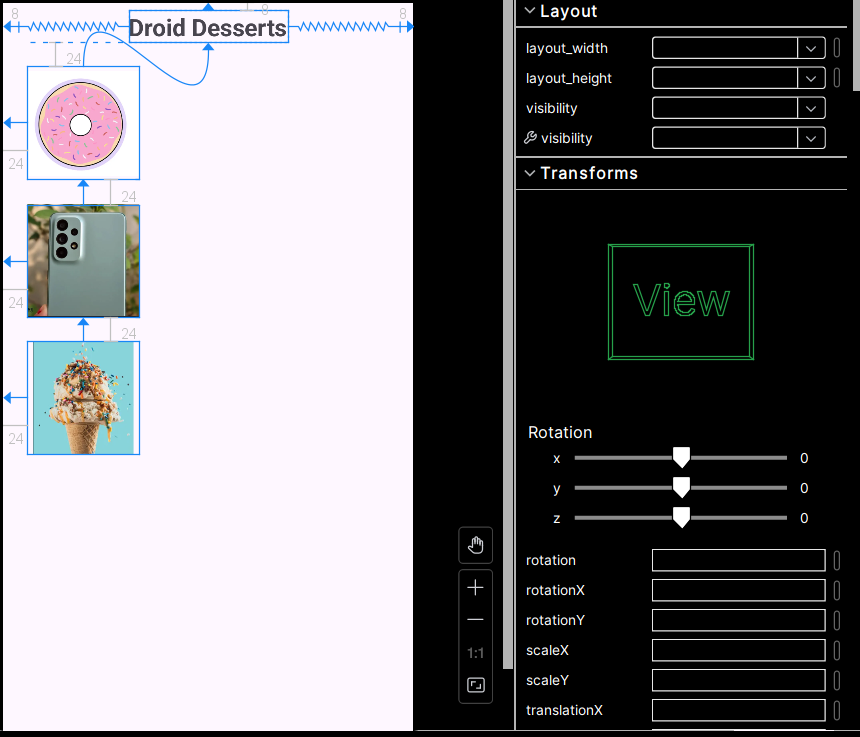 8
8
8
Droid Desserts
24
24
24
24
24
24
Layout
layout_width
layout_height
visibility
visibility
Transforms
View
Rotation
x 0
y 0
z 0
rotation
rotationX
rotationY
scaleX
scaleY
translationX
1:1